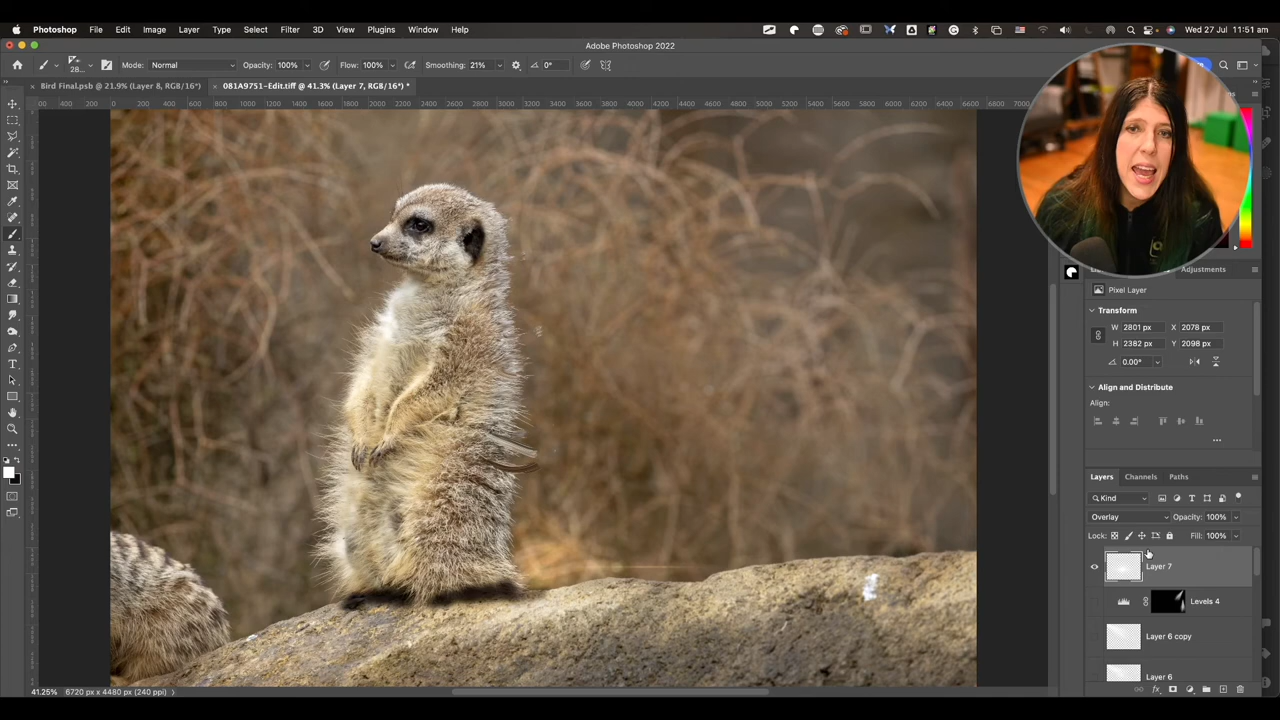 Photoshop File Edit Image Layer Type Select Filter 3D View Plugins Window Help Wed 27 Jul 11:51 am
Adobe Photoshop 2022
28... Mode: Normal Opacity: 100% Flow: 100% Smoothing: 21% 0°
× Bird Final.psb @ 21.9% (Layer 8, RGB/16*) × 081A9751-Edit.tiff @ 41.3% (Layer 7, RGB/16*) *
Adjustments
Pixel Layer
Transform
W 2801 px X 2078 px
H 2382 px Y 2098 px
0.00°
Align and Distribute
Align:
...
Layers Channels Paths
Kind
Overlay Opacity: 100%
Lock: Fill: 100%
Layer 7
Levels 4
Layer 6 copy
Layer 6
41.25% 6720 px x 4480 px (240 ppi)